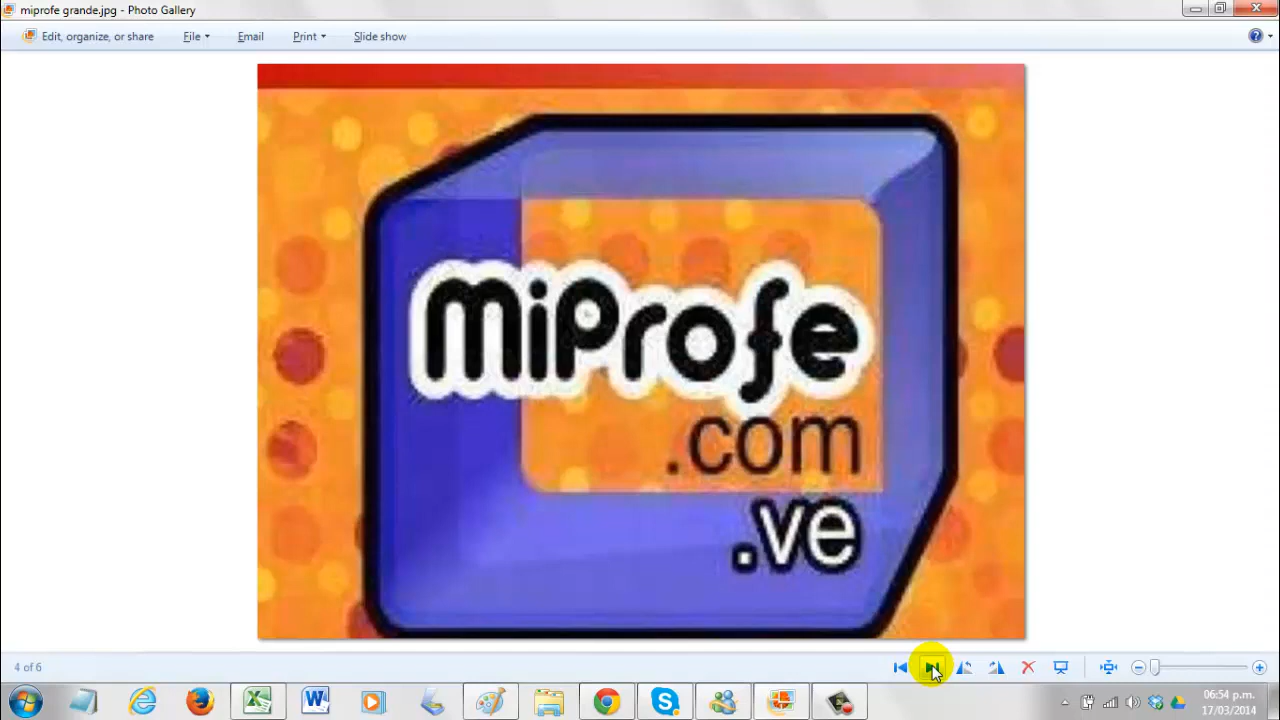 miprofe grande.jpg - Photo Gallery
Edit, organize, or share File Email Print Slide show
MiProfe
.com
.ve
4 of 6
06:54 p.m.
17/03/2014